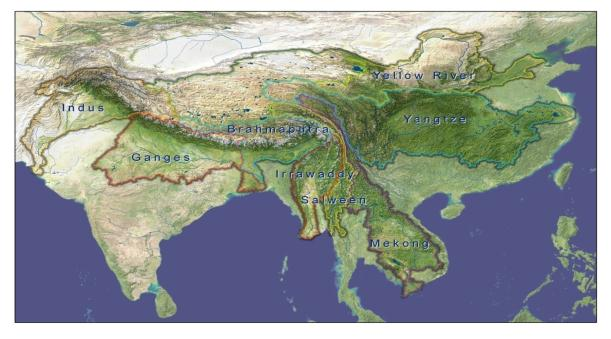 Yellow River
Indus
Yangtze
Brahmaputra
Ganges
Irrawaddy
Salween
Mekong